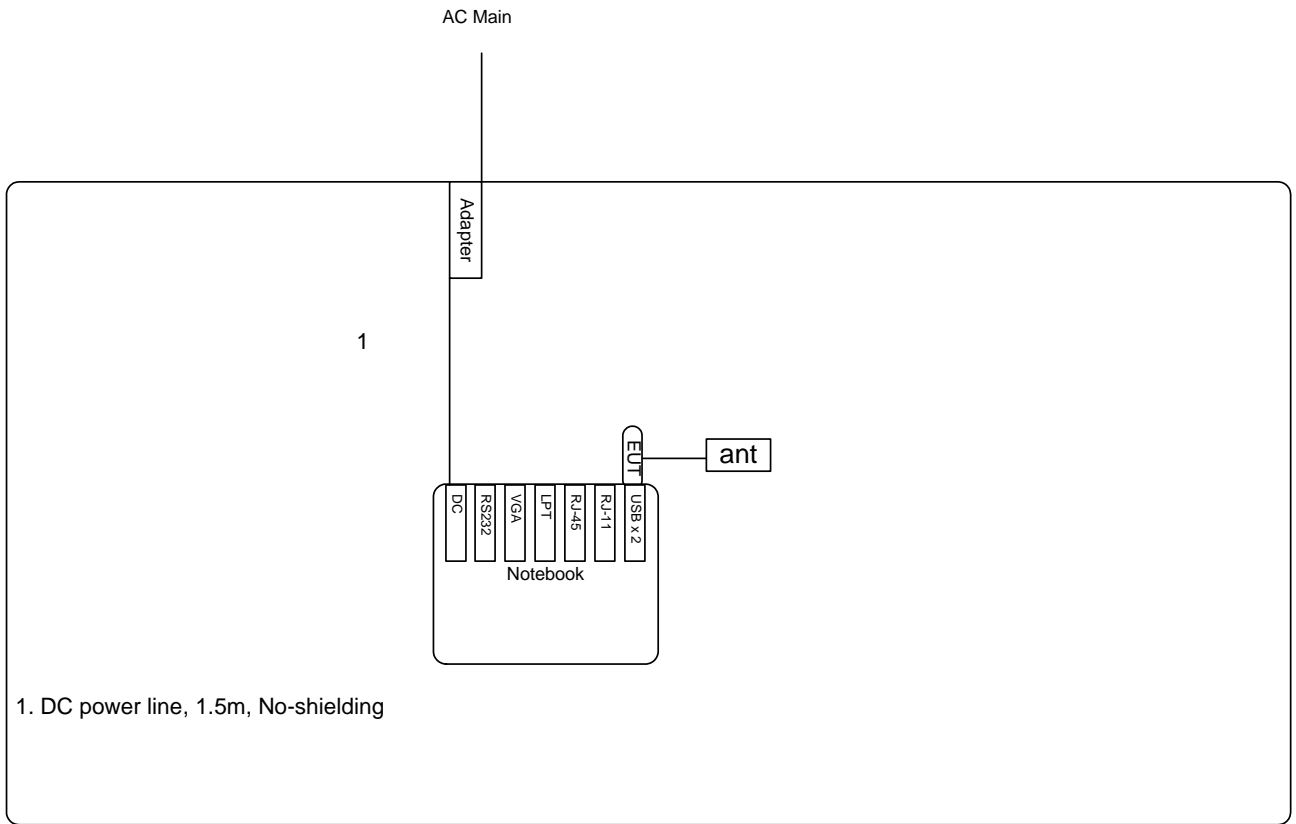 AC Main
Adapter
1
EUT
ant
DC
RS232
VGA
LPT
RJ-45
RJ-11
USB x 2
Notebook
1. DC power line, 1.5m, No-shielding